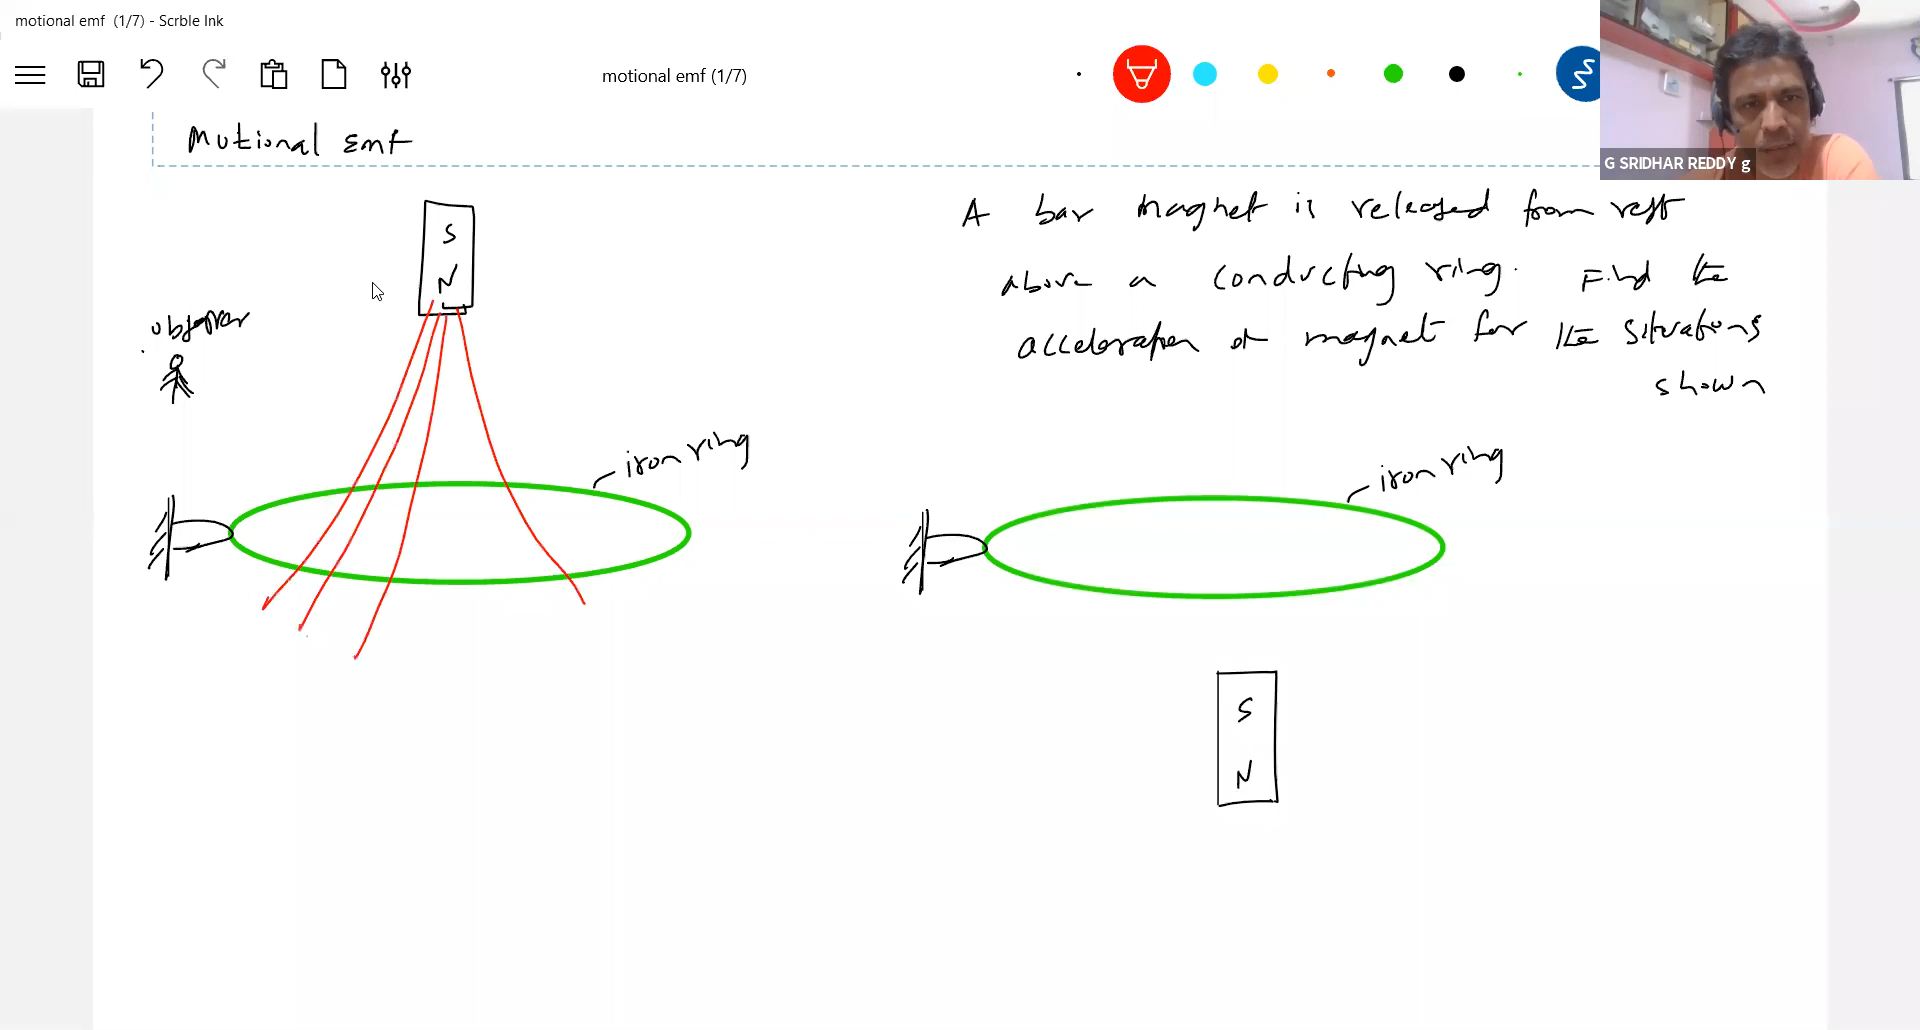 motional emf (1/7) - Scrble Ink
motional emf (1/7)
G SRIDHAR REDDY g
Motional Emf
A bar magnet is released from rest
above a conducting ring. Find the
acceleration of magnet for the situations
shown
S
N
observer
iron ring
iron ring
S
N